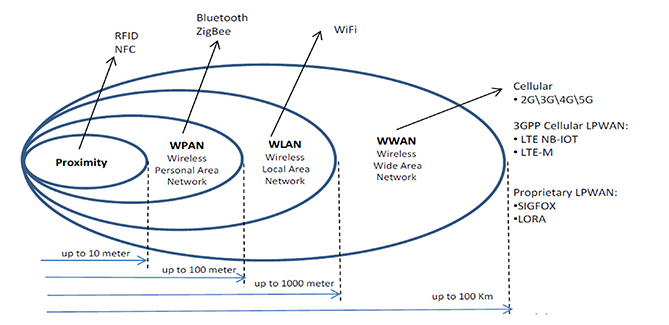 RFID
NFC
Bluetooth
ZigBee
WiFi
Cellular
• 2G\3G\4G\5G
3GPP Cellular LPWAN:
• LTE NB-IOT
• LTE-M
Proprietary LPWAN:
•SIGFOX
•LORA
Proximity
WPAN
Wireless
Personal Area
Network
WLAN
Wireless
Local Area
Network
WWAN
Wireless
Wide Area
Network
up to 10 meter
up to 100 meter
up to 1000 meter
up to 100 Km